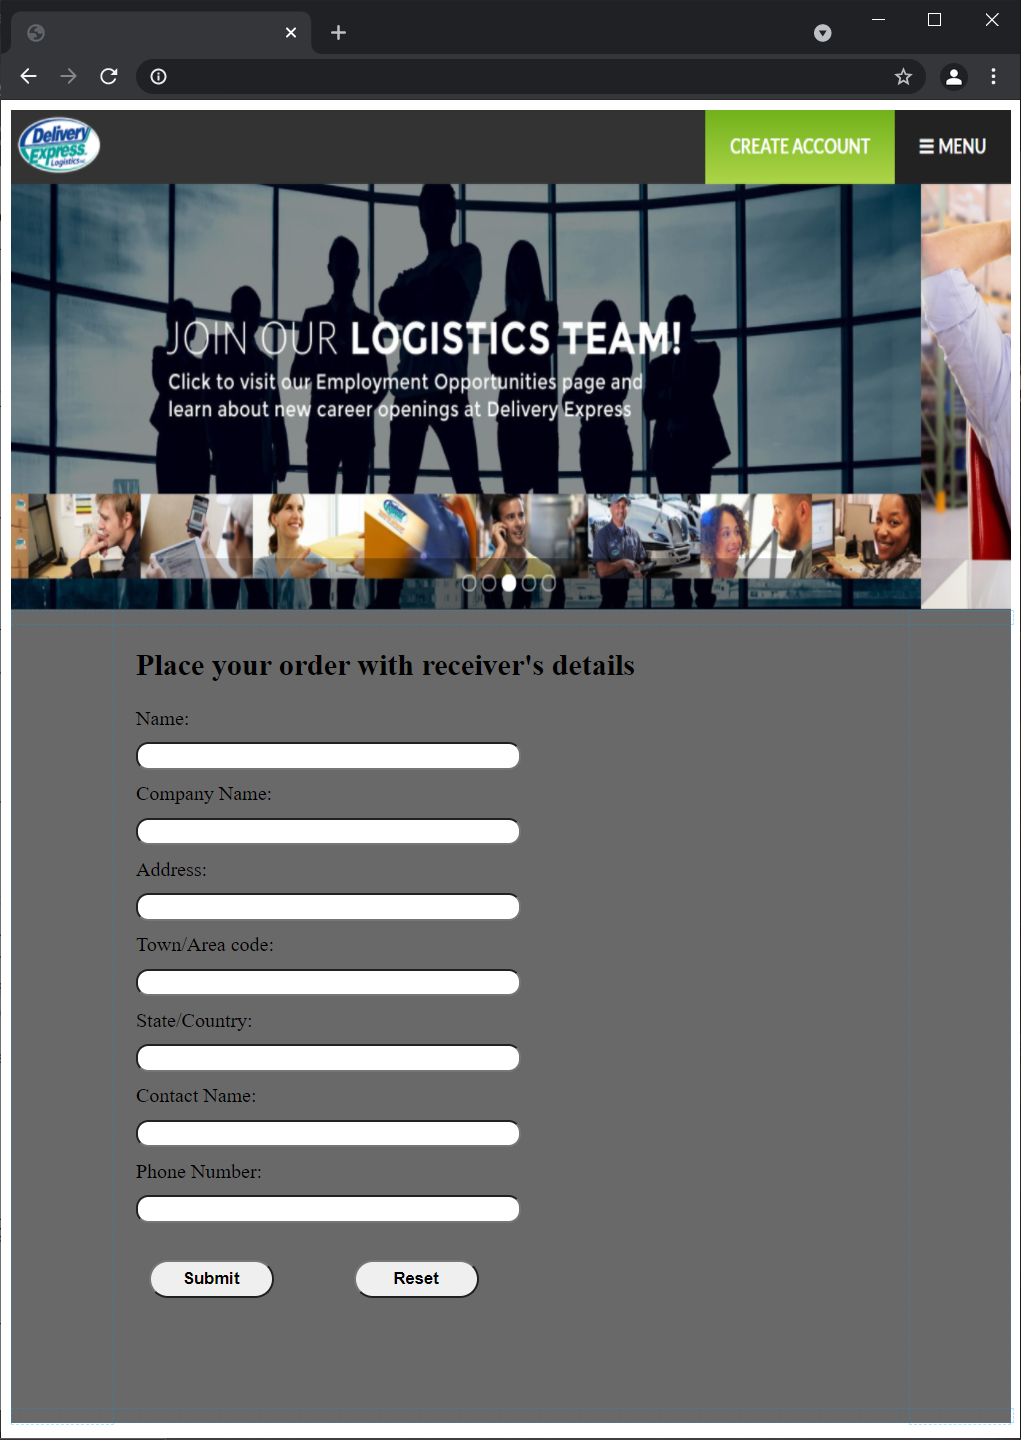 Delivery
Express
Logistics Inc
CREATE ACCOUNT
MENU
JOIN OUR LOGISTICS TEAM!
Click to visit our Employment Opportunities page and
learn about new career openings at Delivery Express
Place your order with receiver's details
Name:
Company Name:
Address:
Town/Area code:
State/Country:
Contact Name:
Phone Number:
Submit
Reset